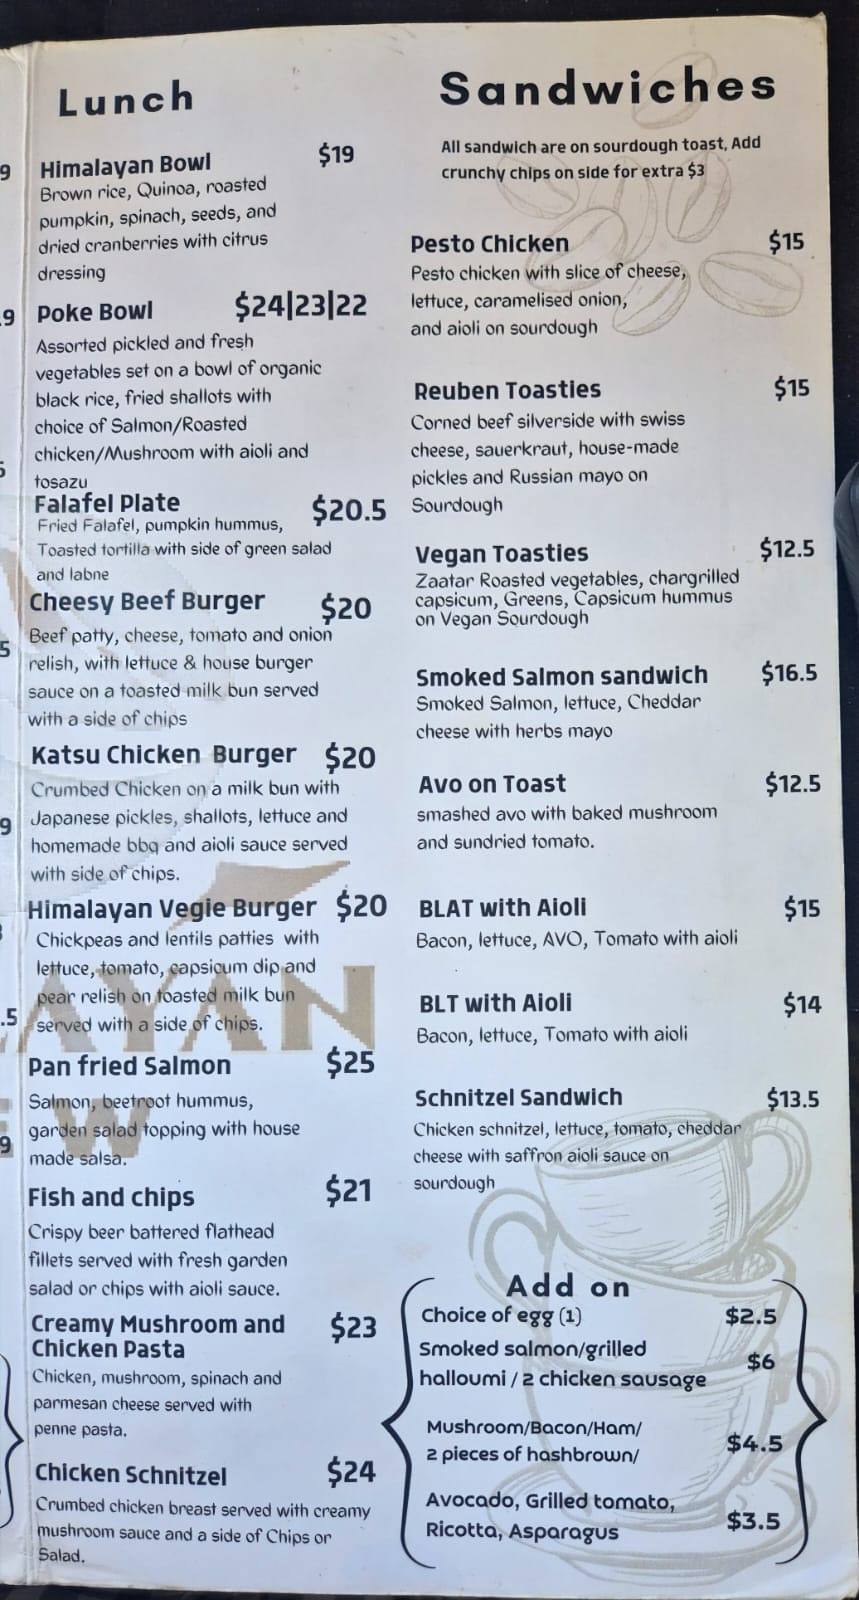 Lunch
Himalayan Bowl $19
Brown rice, Quinoa, roasted
pumpkin, spinach, seeds, and
dried cranberries with citrus
dressing
Poke Bowl $24|23|22
Assorted pickled and fresh
vegetables set on a bowl of organic
black rice, fried shallots with
choice of Salmon/Roasted
chicken/Mushroom with aioli and
tosazu
Falafel Plate $20.5
Fried Falafel, pumpkin hummus,
Toasted tortilla with side of green salad
and labne
Cheesy Beef Burger $20
Beef patty, cheese, tomato and onion
relish, with lettuce & house burger
sauce on a toasted milk bun served
with a side of chips
Katsu Chicken Burger $20
Crumbed Chicken on a milk bun with
Japanese pickles, shallots, lettuce and
homemade bbq and aioli sauce served
with side of chips.
Himalayan Vegie Burger $20
Chickpeas and lentils patties with
lettuce, tomato, capsicum dip and
pear relish on toasted milk bun
served with a side of chips.
Pan fried Salmon $25
Salmon, beetroot hummus,
garden salad topping with house
made salsa.
Fish and chips $21
Crispy beer battered flathead
fillets served with fresh garden
salad or chips with aioli sauce.
Creamy Mushroom and
Chicken Pasta $23
Chicken, mushroom, spinach and
parmesan cheese served with
penne pasta.
Chicken Schnitzel $24
Crumbed chicken breast served with creamy
mushroom sauce and a side of Chips or
Salad.
Sandwiches
All sandwich are on sourdough toast, Add
crunchy chips on side for extra $3
Pesto Chicken $15
Pesto chicken with slice of cheese,
lettuce, caramelised onion,
and aioli on sourdough
Reuben Toasties $15
Corned beef silverside with swiss
cheese, sauerkraut, house-made
pickles and Russian mayo on
Sourdough
Vegan Toasties $12.5
Zaatar Roasted vegetables, chargrilled
capsicum, Greens, Capsicum hummus
on Vegan Sourdough
Smoked Salmon sandwich $16.5
Smoked Salmon, lettuce, Cheddar
cheese with herbs mayo
Avo on Toast $12.5
smashed avo with baked mushroom
and sundried tomato.
BLAT with Aioli $15
Bacon, lettuce, AVO, Tomato with aioli
BLT with Aioli $14
Bacon, lettuce, Tomato with aioli
Schnitzel Sandwich $13.5
Chicken schnitzel, lettuce, tomato, cheddar
cheese with saffron aioli sauce on
sourdough
Add on
Choice of egg (1) $2.5
Smoked salmon/grilled
halloumi / 2 chicken sausage $6
Mushroom/Bacon/Ham/
2 pieces of hashbrown/ $4.5
Avocado, Grilled tomato,
Ricotta, Asparagus $3.5